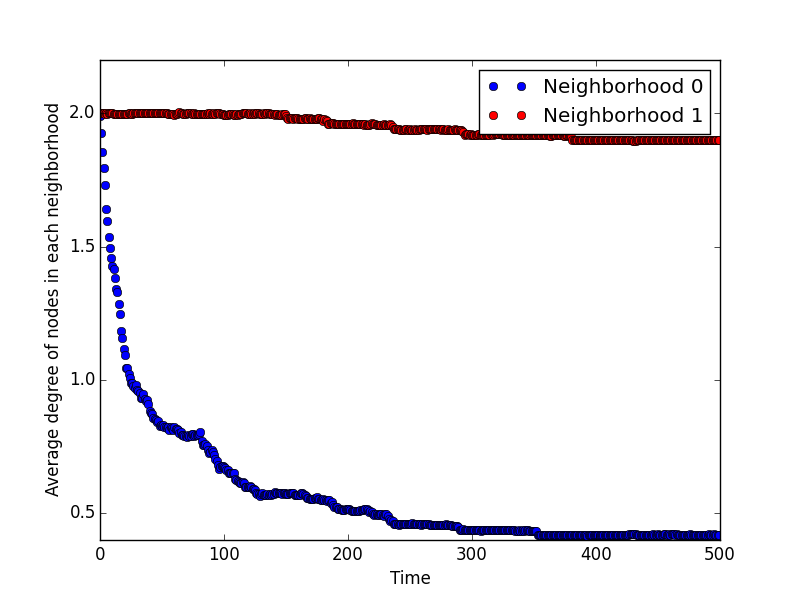 Neighborhood 0
Neighborhood 1
Average degree of nodes in each neighborhood
2.0
1.5
1.0
0.5
0 100 200 300 400 500
Time